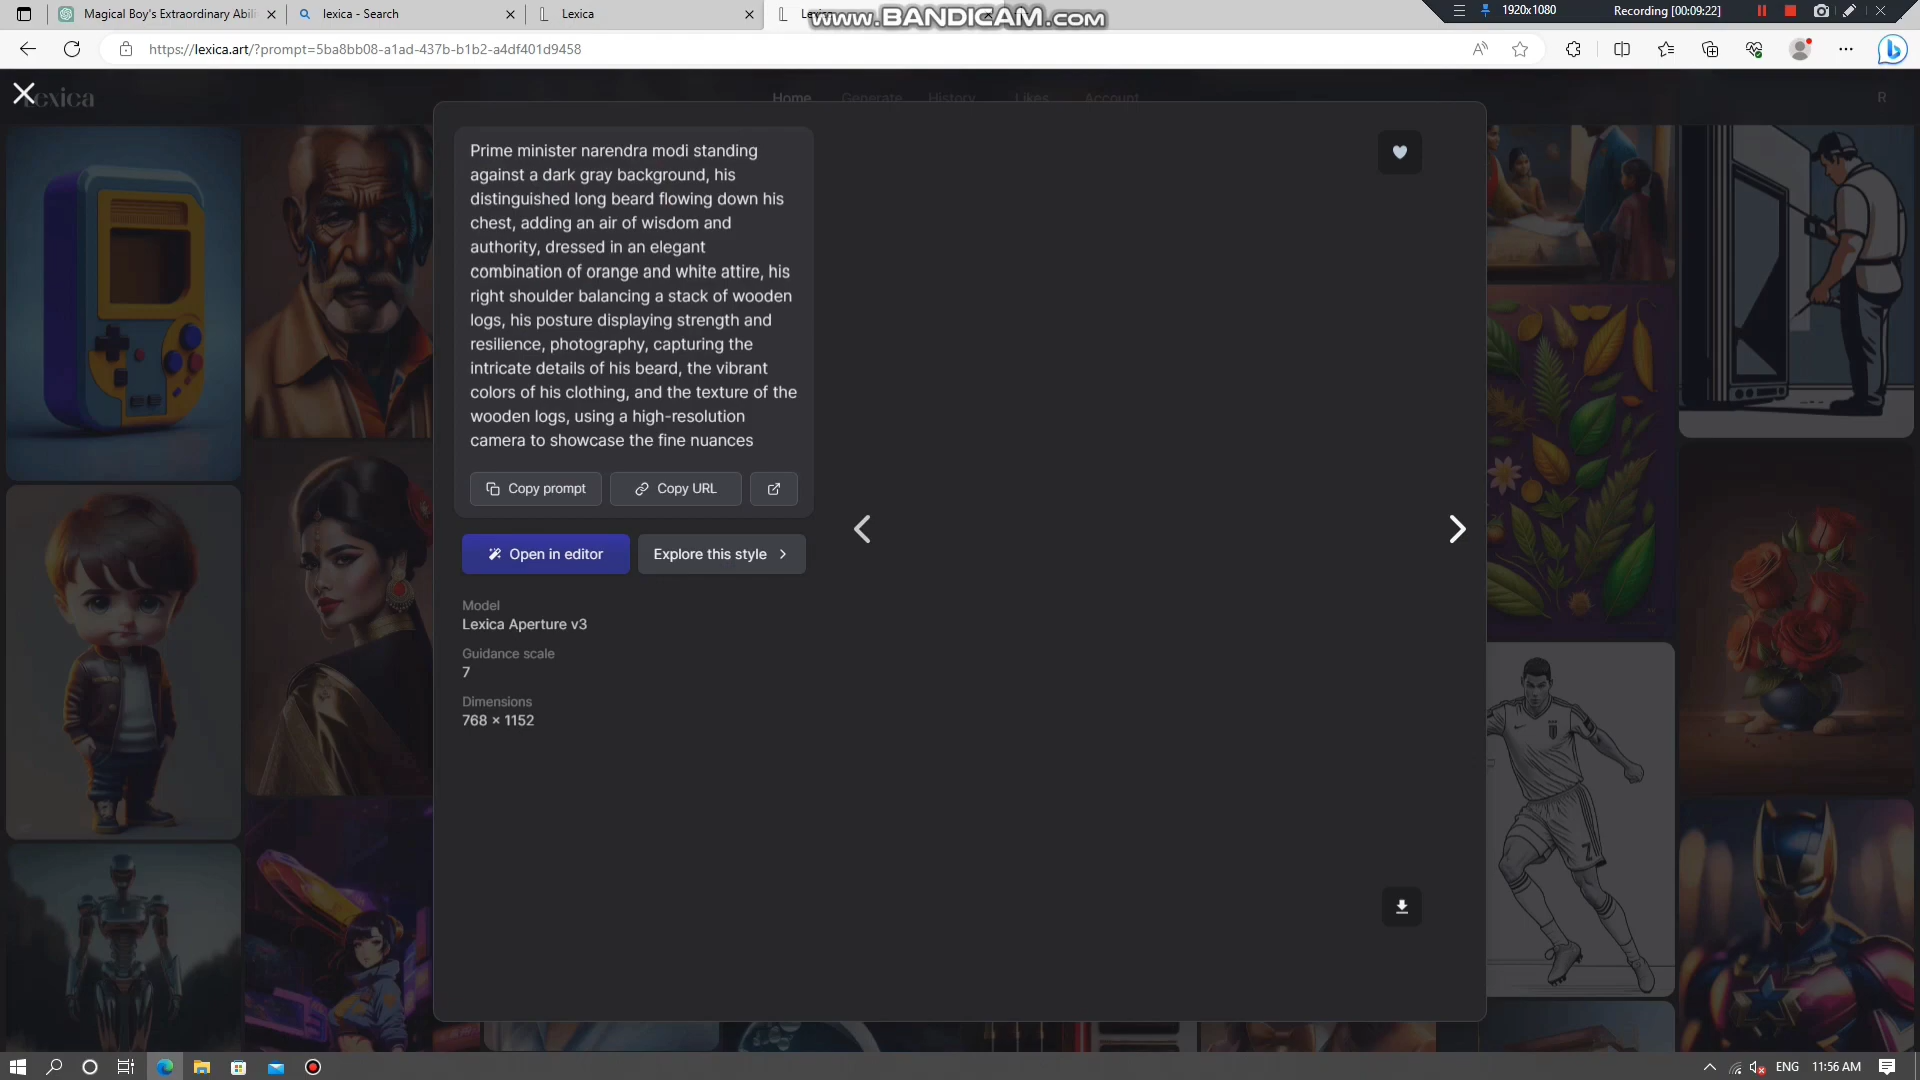 Magical Boy's Extraordinary Abili
lexica - Search
Lexica
www.BANDICAM.com
1920x1080
Recording [00:09:22]
https://lexica.art/?prompt=5ba8bb08-a1ad-437b-b1b2-a4df401d9458
Lexica
Home
Generate
History
Likes
Account
R
Prime minister narendra modi standing
against a dark gray background, his
distinguished long beard flowing down his
chest, adding an air of wisdom and
authority, dressed in an elegant
combination of orange and white attire, his
right shoulder balancing a stack of wooden
logs, his posture displaying strength and
resilience, photography, capturing the
intricate details of his beard, the vibrant
colors of his clothing, and the texture of the
wooden logs, using a high-resolution
camera to showcase the fine nuances
Copy prompt
Copy URL
Open in editor
Explore this style
Model
Lexica Aperture v3
Guidance scale
7
Dimensions
768 × 1152
ENG
11:56 AM